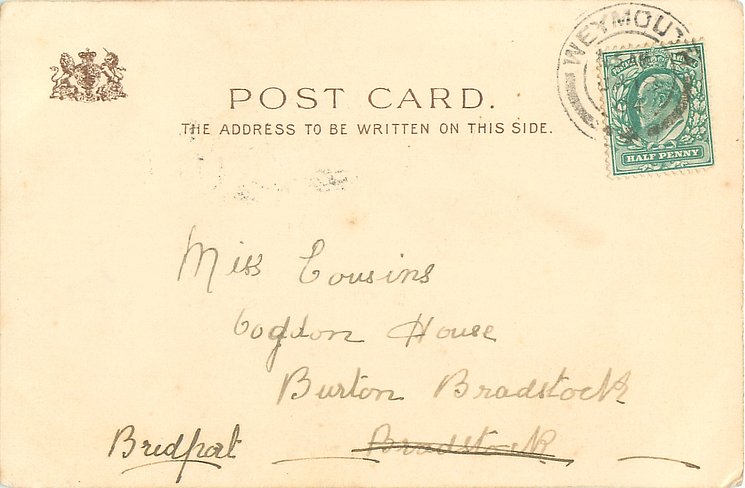 WEYMOUTH
POST CARD.
THE ADDRESS TO BE WRITTEN ON THIS SIDE.
HALF PENNY
Miss Cousins
Cogdon House
Burton Bradstock
Bridport Bradstock